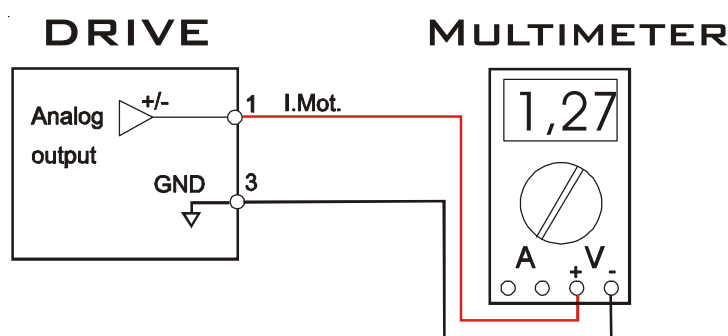 DRIVE
MULTIMETER
Analog
output
+/-
1
I.Mot.
GND
3
1,27
A
V
+
-